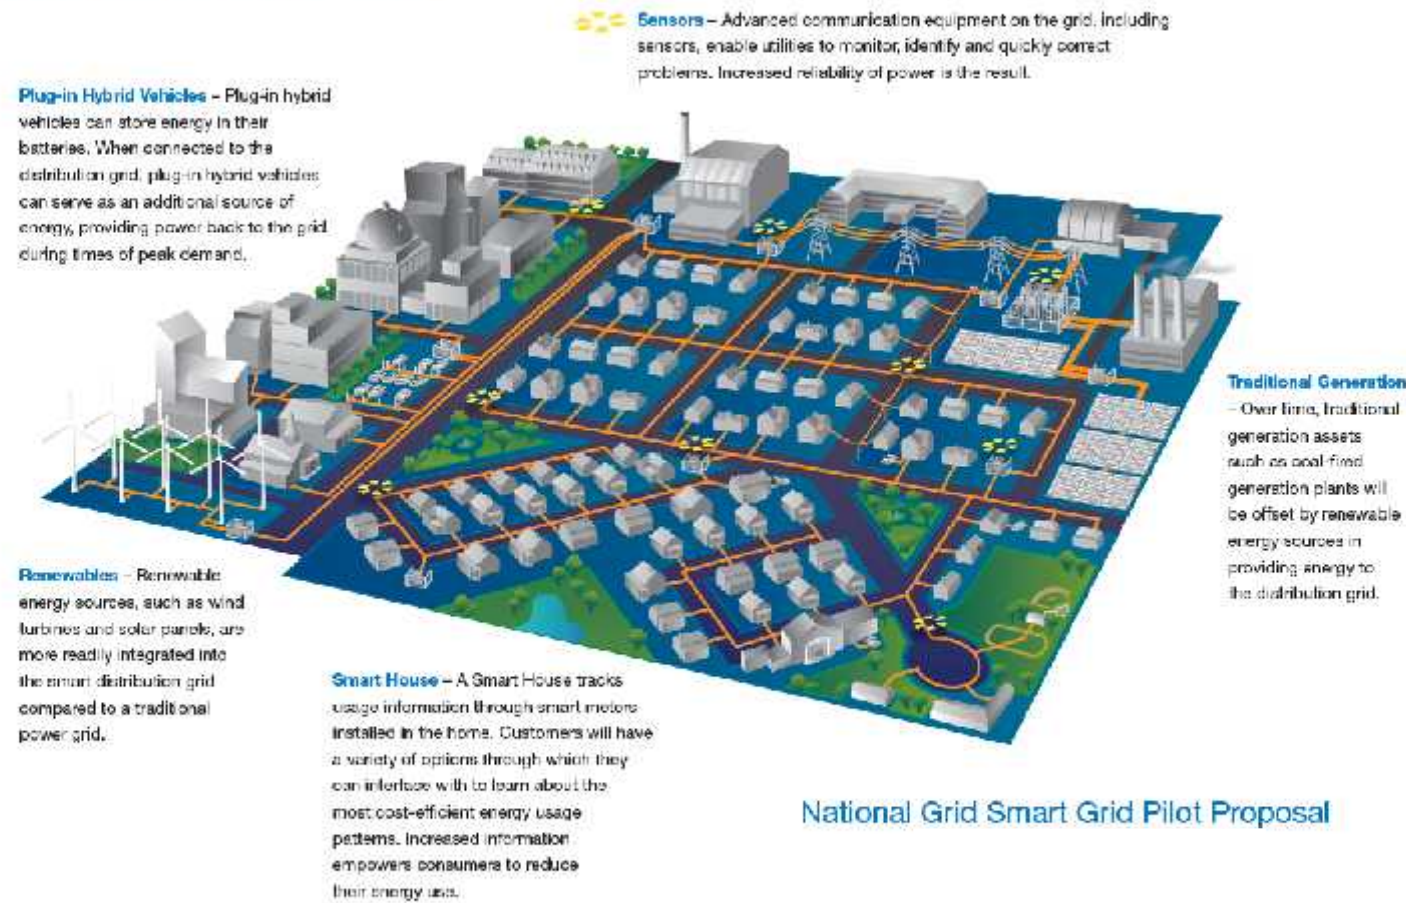 Sensors – Advanced communication equipment on the grid, including
sensors, enable utilities to monitor, identify and quickly correct
problems. Increased reliability of power is the result.
Plug-in Hybrid Vehicles – Plug-in hybrid
vehicles can store energy in their
batteries. When connected to the
distribution grid, plug-in hybrid vehicles
can serve as an additional source of
energy, providing power back to the grid
during times of peak demand.
Traditional Generation
– Over time, traditional
generation assets
such as coal-fired
generation plants will
be offset by renewable
energy sources in
providing energy to
the distribution grid.
Renewables – Renewable
energy sources, such as wind
turbines and solar panels, are
more readily integrated into
the smart distribution grid
compared to a traditional
power grid.
Smart House – A Smart House tracks
usage information through smart meters
installed in the home. Customers will have
a variety of options through which they
can interface with to learn about the
most cost-efficient energy usage
patterns. Increased information
empowers consumers to reduce
their energy use.
National Grid Smart Grid Pilot Proposal